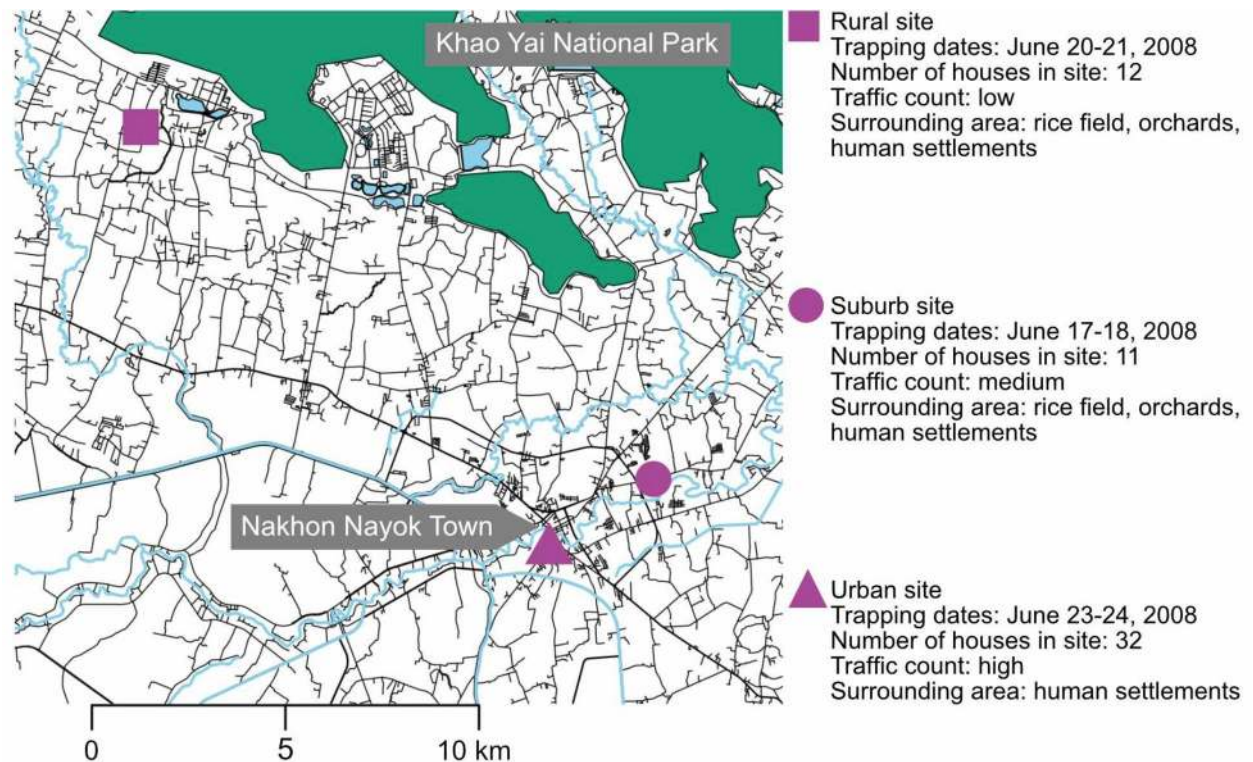 Khao Yai National Park
Nakhon Nayok Town
0 5 10 km
Rural site
Trapping dates: June 20-21, 2008
Number of houses in site: 12
Traffic count: low
Surrounding area: rice field, orchards,
human settlements
Suburb site
Trapping dates: June 17-18, 2008
Number of houses in site: 11
Traffic count: medium
Surrounding area: rice field, orchards,
human settlements
Urban site
Trapping dates: June 23-24, 2008
Number of houses in site: 32
Traffic count: high
Surrounding area: human settlements